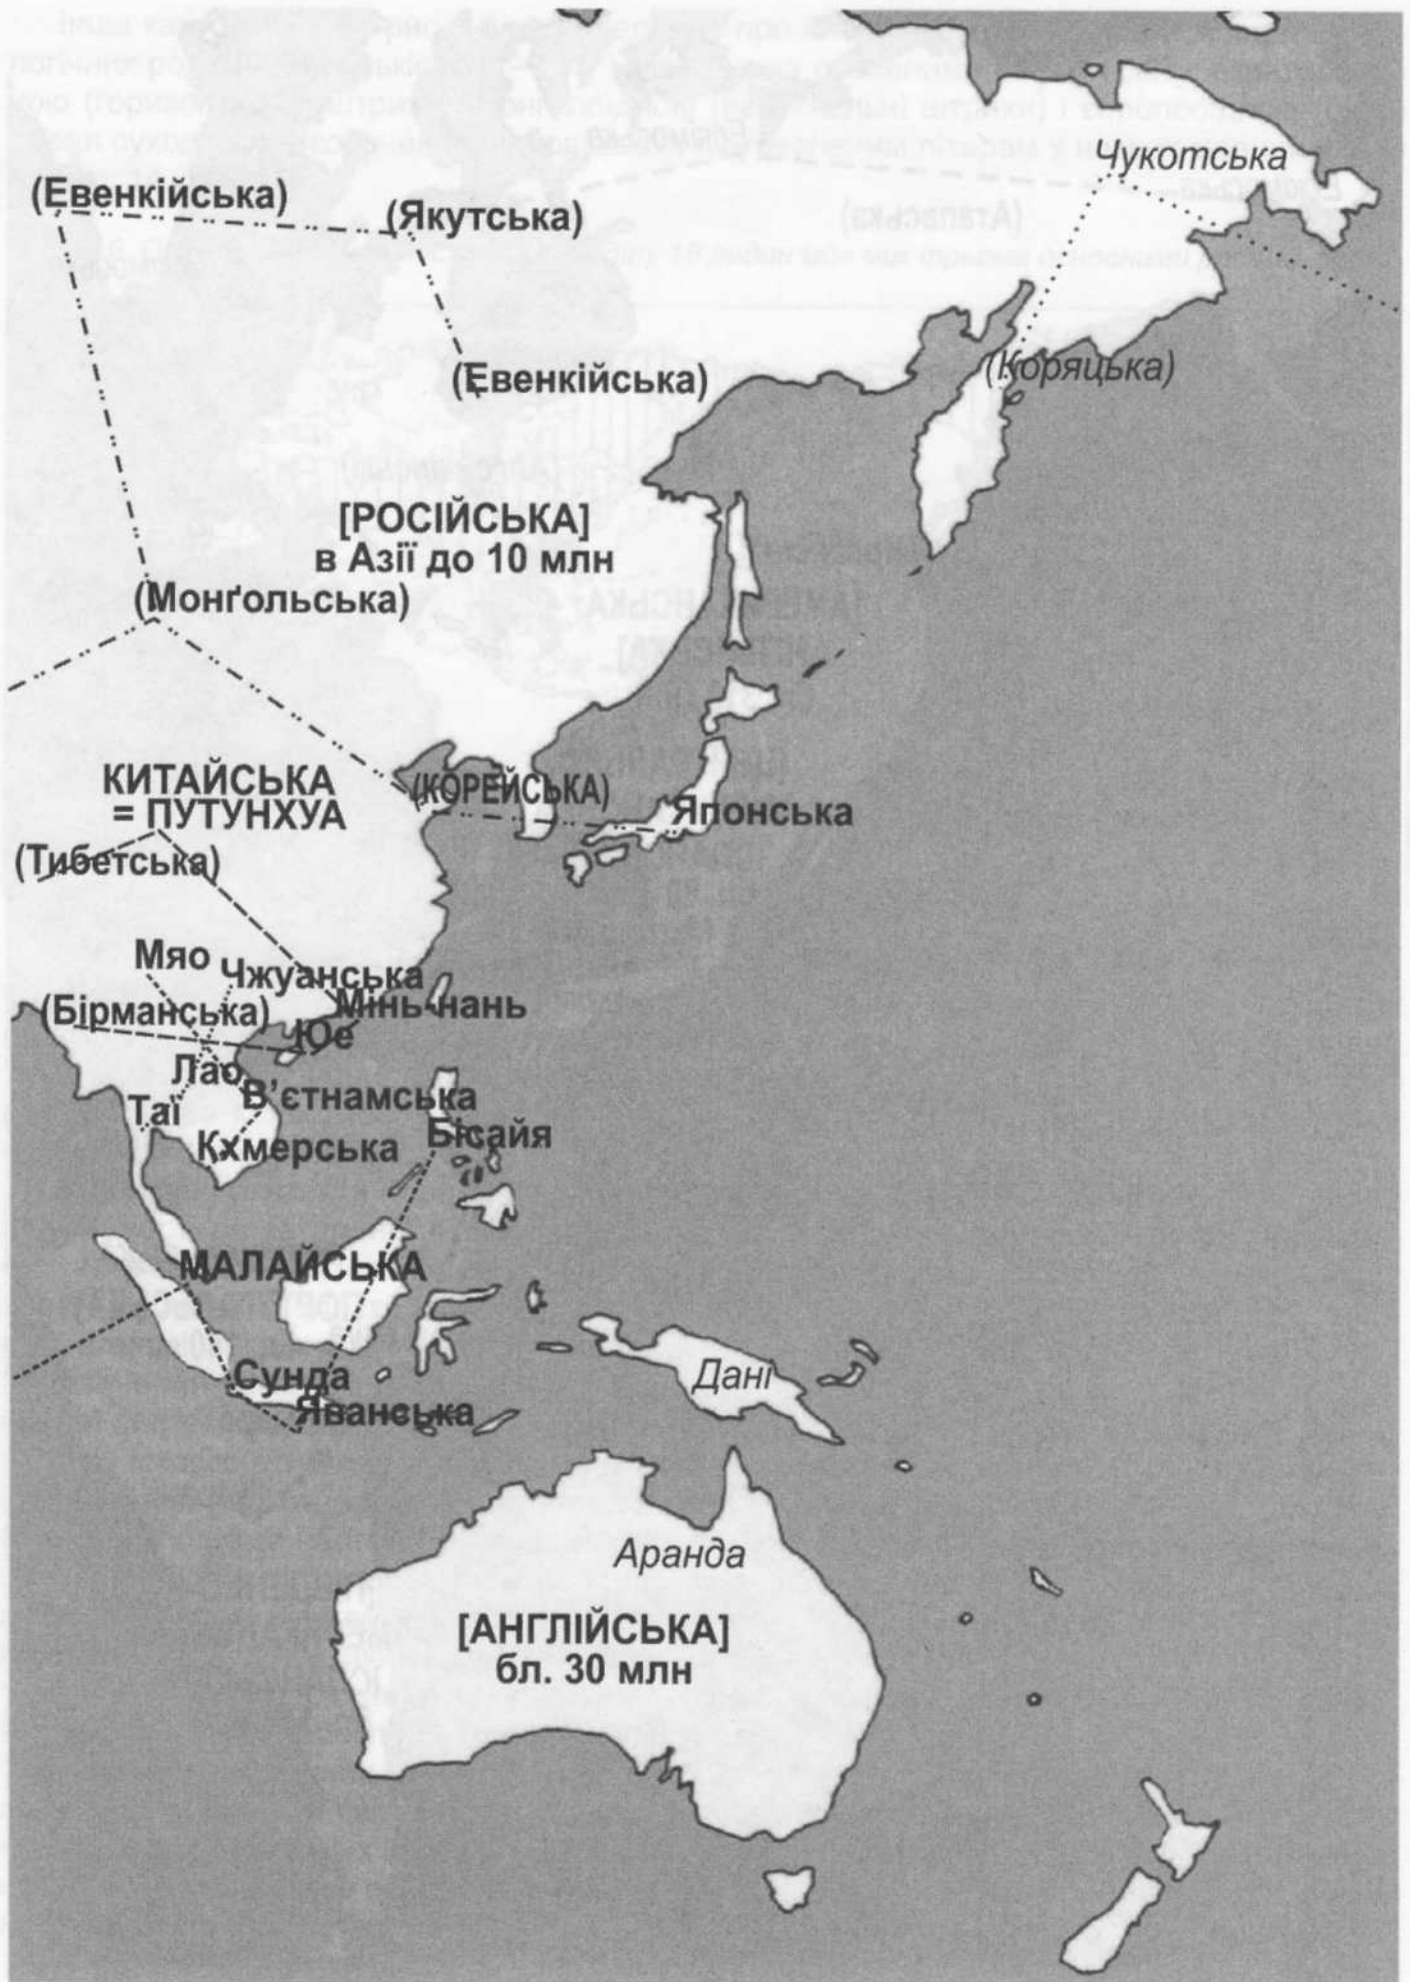 Чукотська
(Евенкійська)
(Якутська)
(Евенкійська)
(Коряцька)
[РОСІЙСЬКА]
в Азії до 10 млн
(Монґольська)
КИТАЙСЬКА
= ПУТУНХУА
(КОРЕЙСЬКА)
Японська
(Тибетська)
Мяо
Чжуанська
(Бірманська)
Мінь-нань
Юе
Лао
В’єтнамська
Таї
Кхмерська
Бісайя
МАЛАЙСЬКА
Сунда
Яванська
Дані
Аранда
[АНГЛІЙСЬКА]
бл. 30 млн